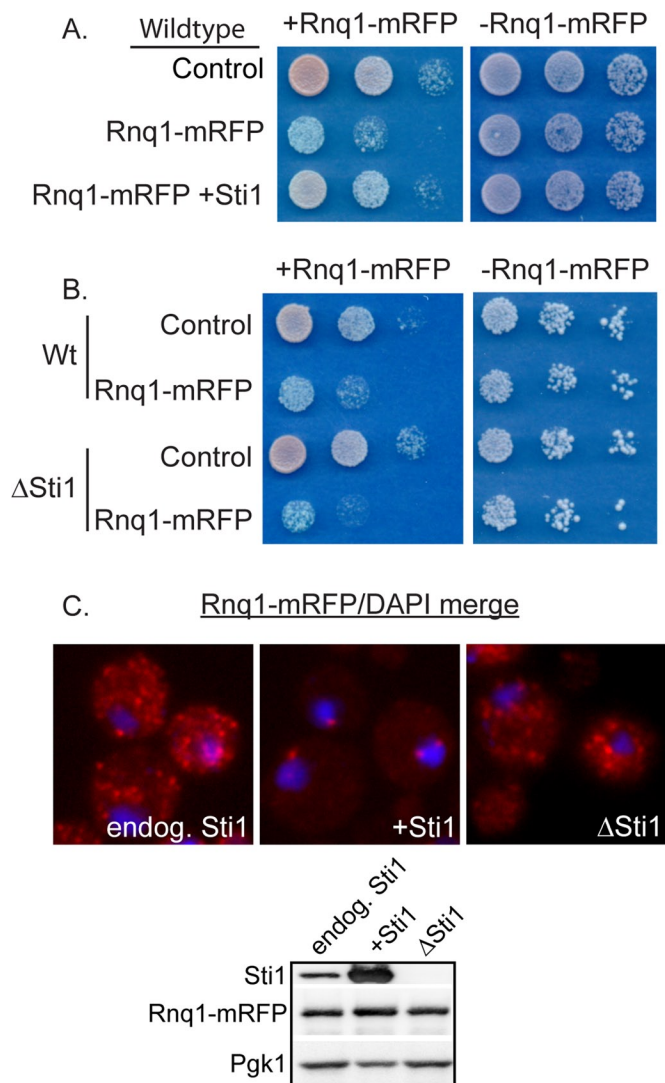 A.
Wildtype
+Rnq1-mRFP
-Rnq1-mRFP
Control
Rnq1-mRFP
Rnq1-mRFP +Sti1
B.
+Rnq1-mRFP
-Rnq1-mRFP
Wt
Control
Rnq1-mRFP
ΔSti1
Control
Rnq1-mRFP
C.
Rnq1-mRFP/DAPI merge
endog. Sti1
+Sti1
ΔSti1
endog. Sti1
+Sti1
ΔSti1
Sti1
Rnq1-mRFP
Pgk1